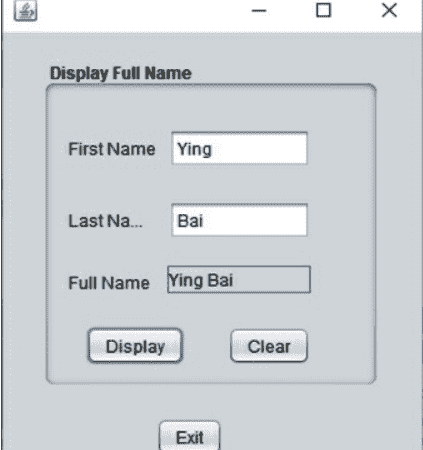 Display Full Name
First Name Ying
Last Na... Bai
Full Name Ying Bai
Display Clear
Exit